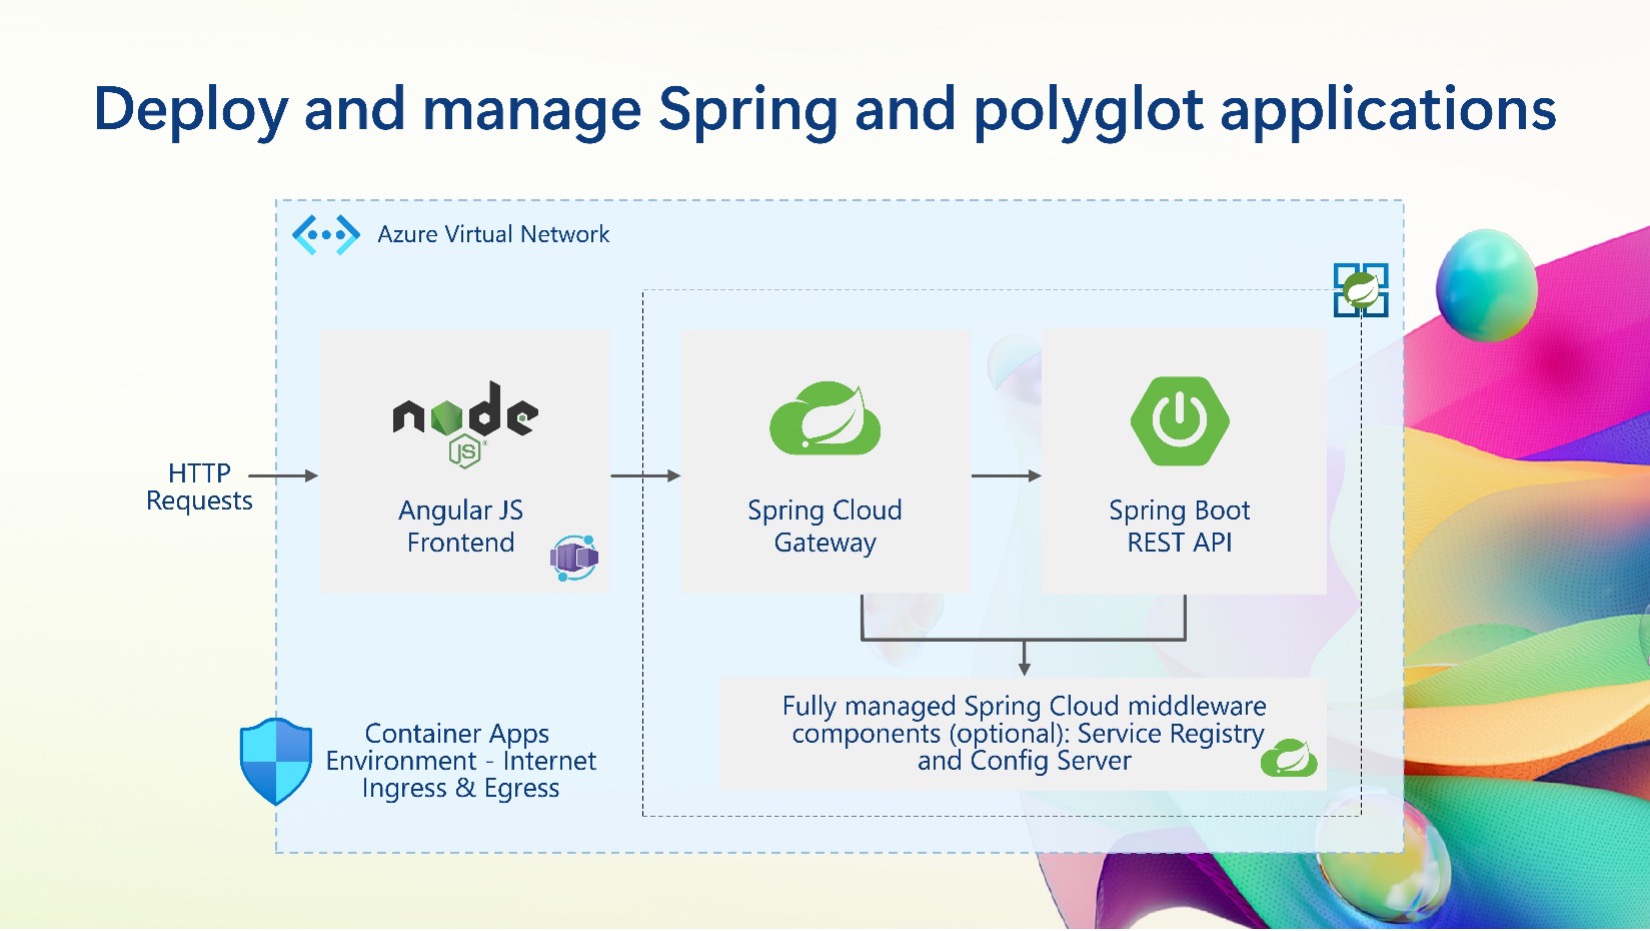 Deploy and manage Spring and polyglot applications
Azure Virtual Network
HTTP
Requests
node
JS
Angular JS
Frontend
Spring Cloud
Gateway
Spring Boot
REST API
Fully managed Spring Cloud middleware
components (optional): Service Registry
and Config Server
Container Apps
Environment - Internet
Ingress & Egress